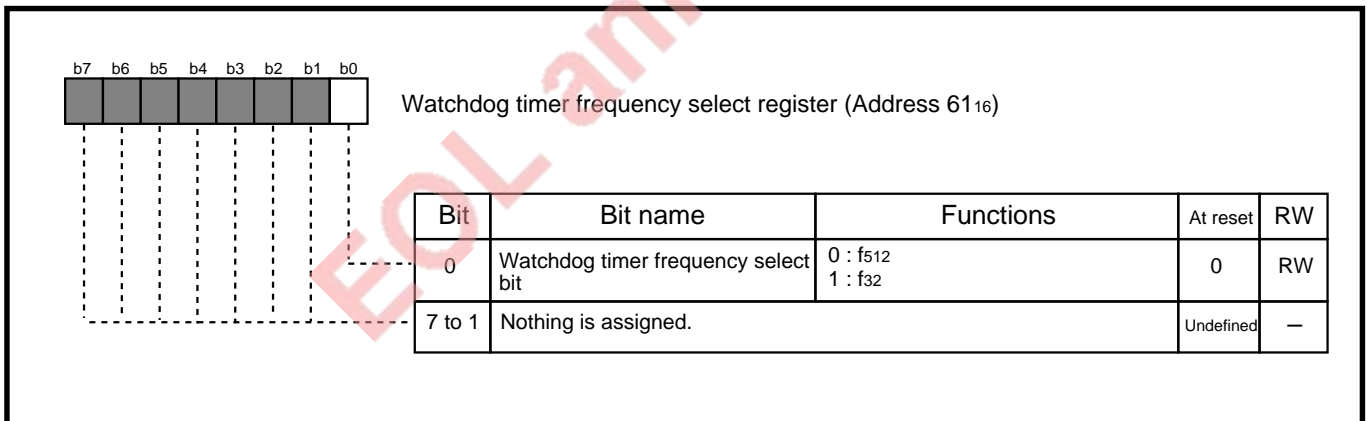 b7 b6 b5 b4 b3 b2 b1 b0
Watchdog timer frequency select register (Address 61₁₆)
Bit Bit name Functions At reset RW
0 Watchdog timer frequency select bit 0 : f₅₁₂ 0 RW
1 : f₃₂
7 to 1 Nothing is assigned. Undefined –
EOL